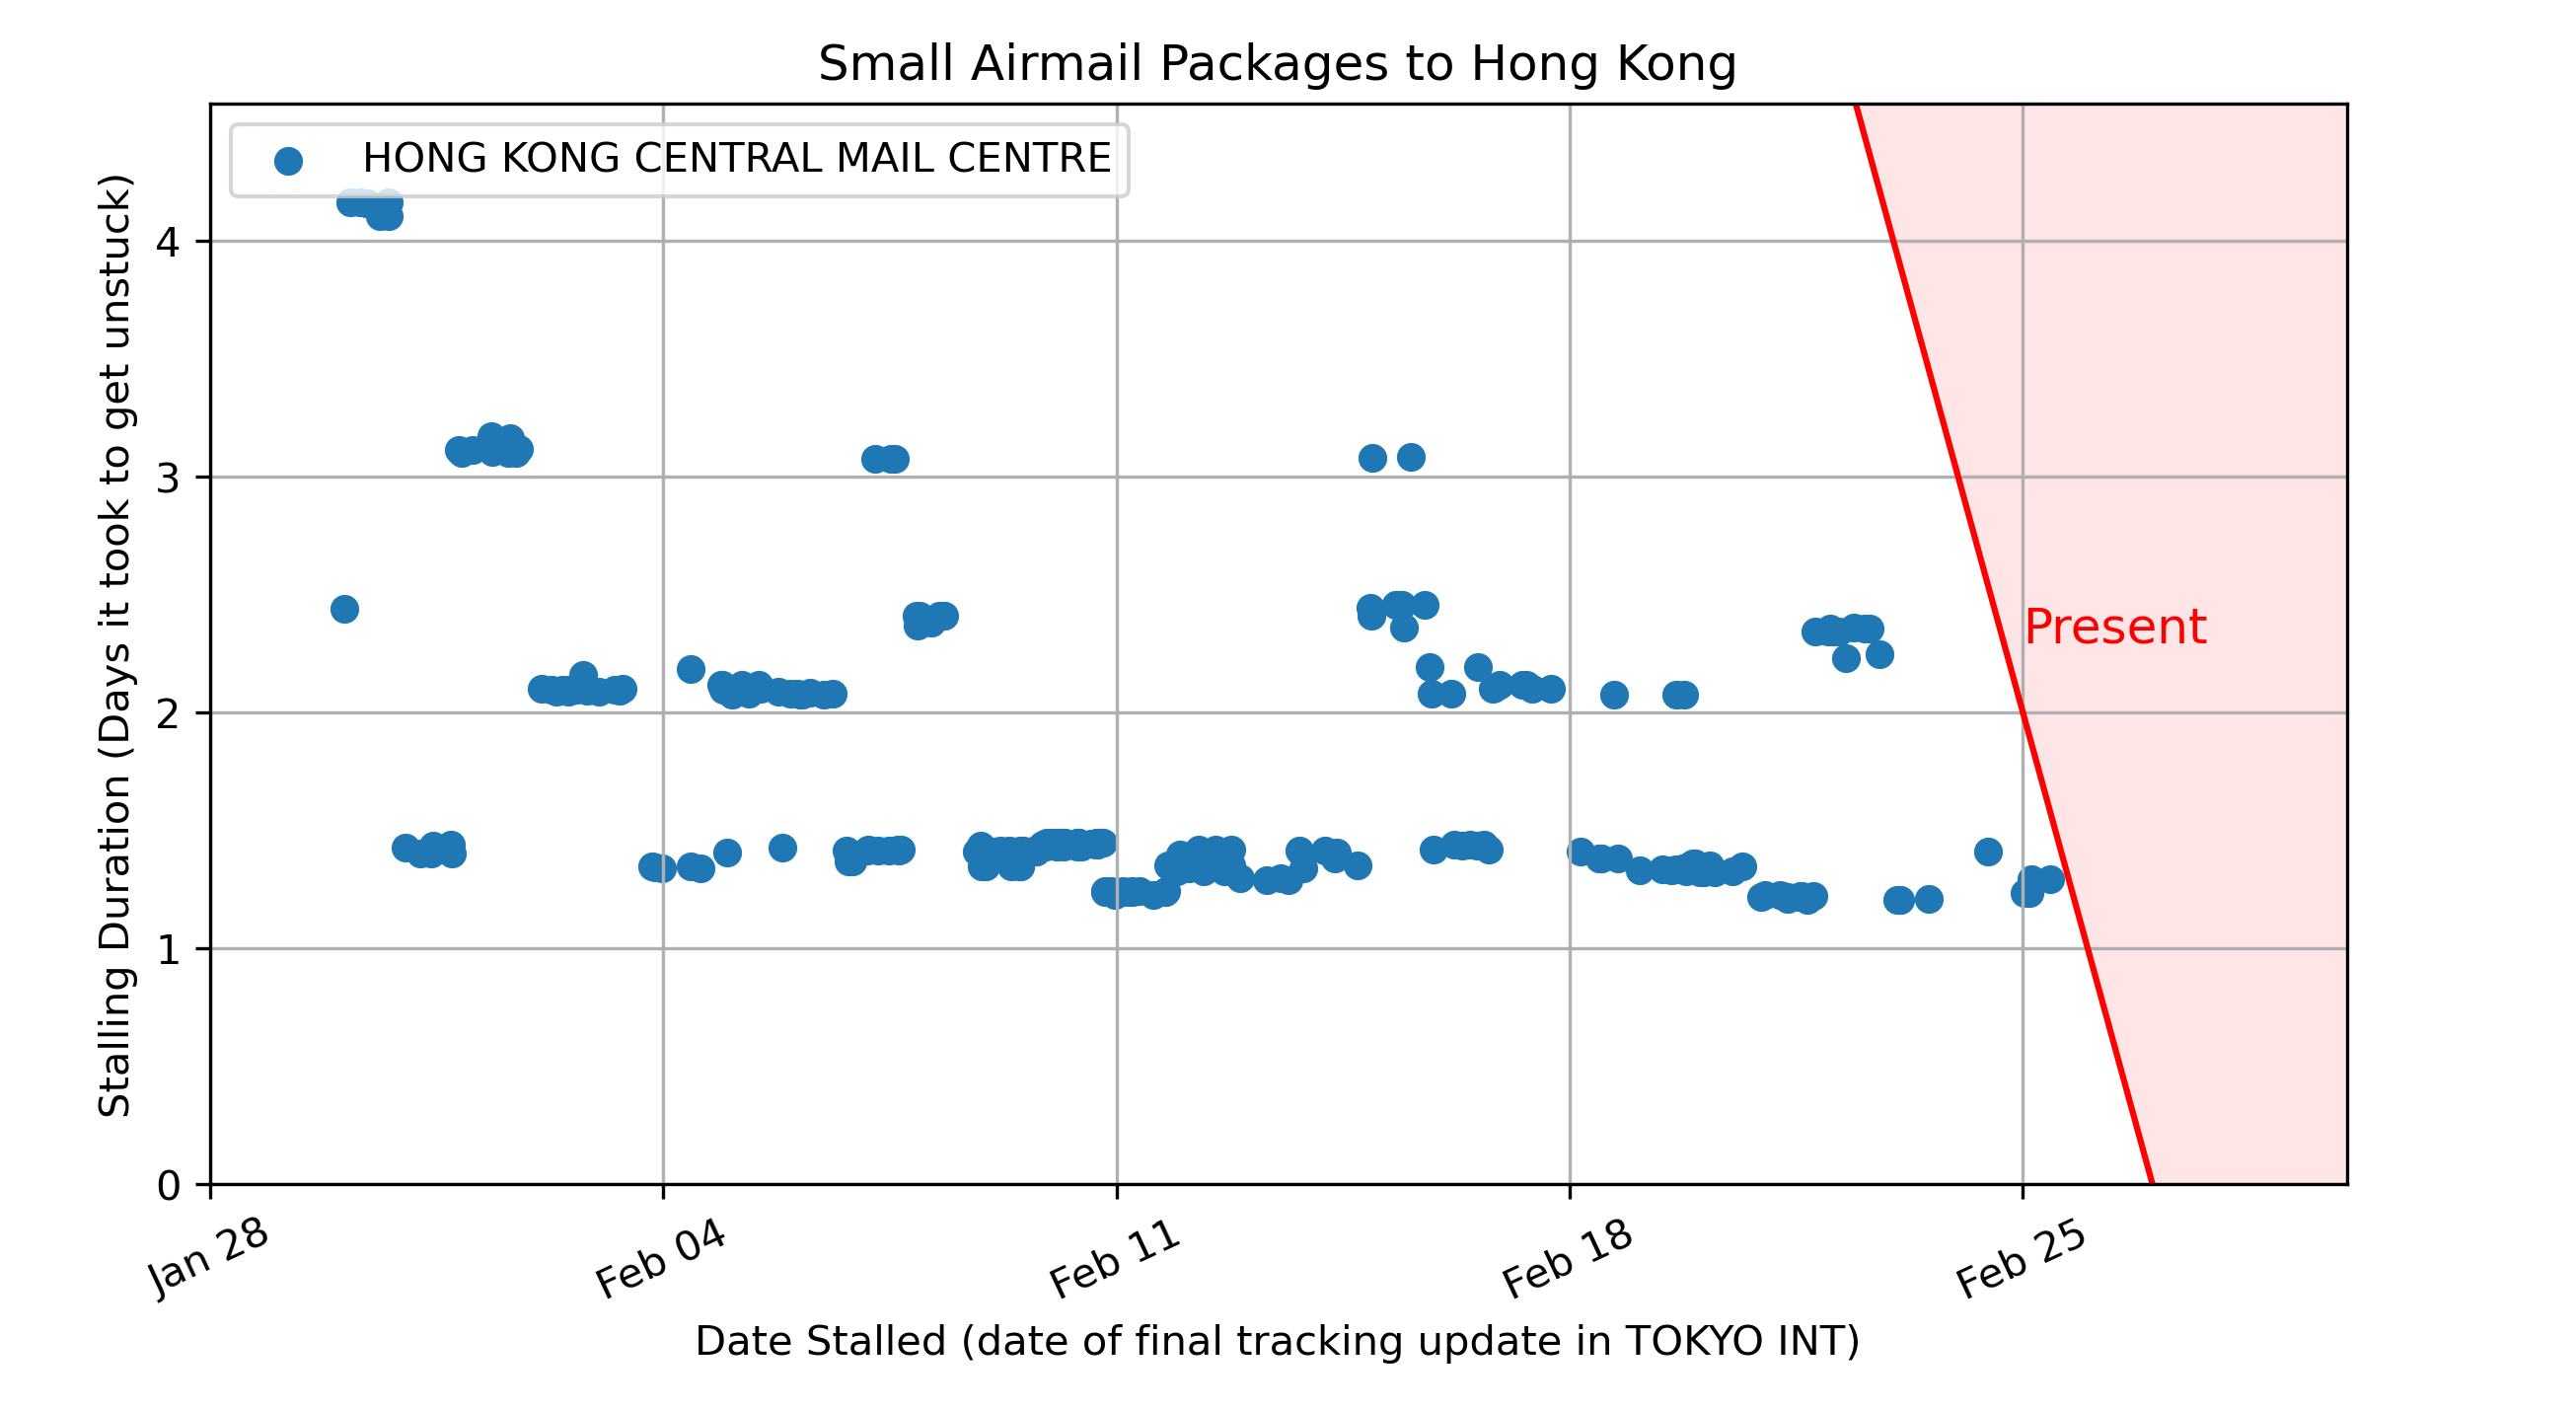 Small Airmail Packages to Hong Kong
HONG KONG CENTRAL MAIL CENTRE
Stalling Duration (Days it took to get unstuck)
4
3
2
1
0
Present
Jan 28
Feb 04
Feb 11
Feb 18
Feb 25
Date Stalled (date of final tracking update in TOKYO INT)